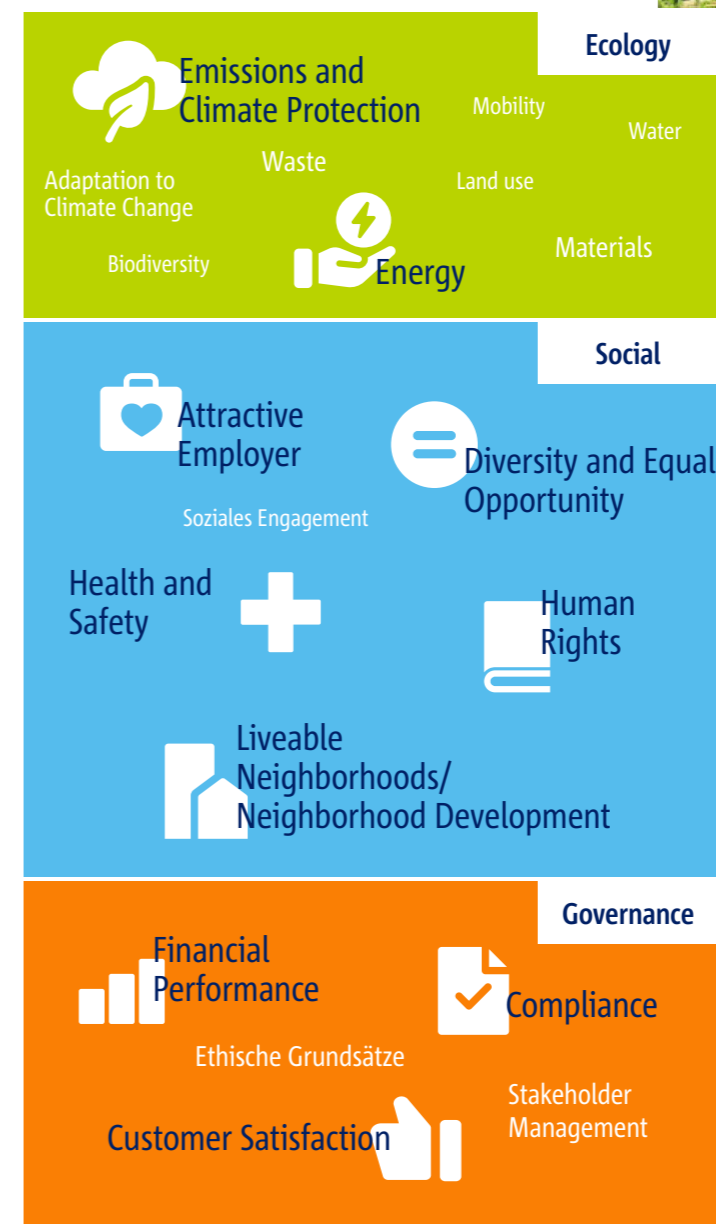 Ecology
Emissions and
Climate Protection
Mobility
Water
Waste
Adaptation to
Climate Change
Land use
Biodiversity
Energy
Materials
Social
Attractive
Employer
Diversity and Equal
Opportunity
Soziales Engagement
Health and
Safety
Human
Rights
Liveable
Neighborhoods/
Neighborhood Development
Governance
Financial
Performance
Compliance
Ethische Grundsätze
Stakeholder
Management
Customer Satisfaction